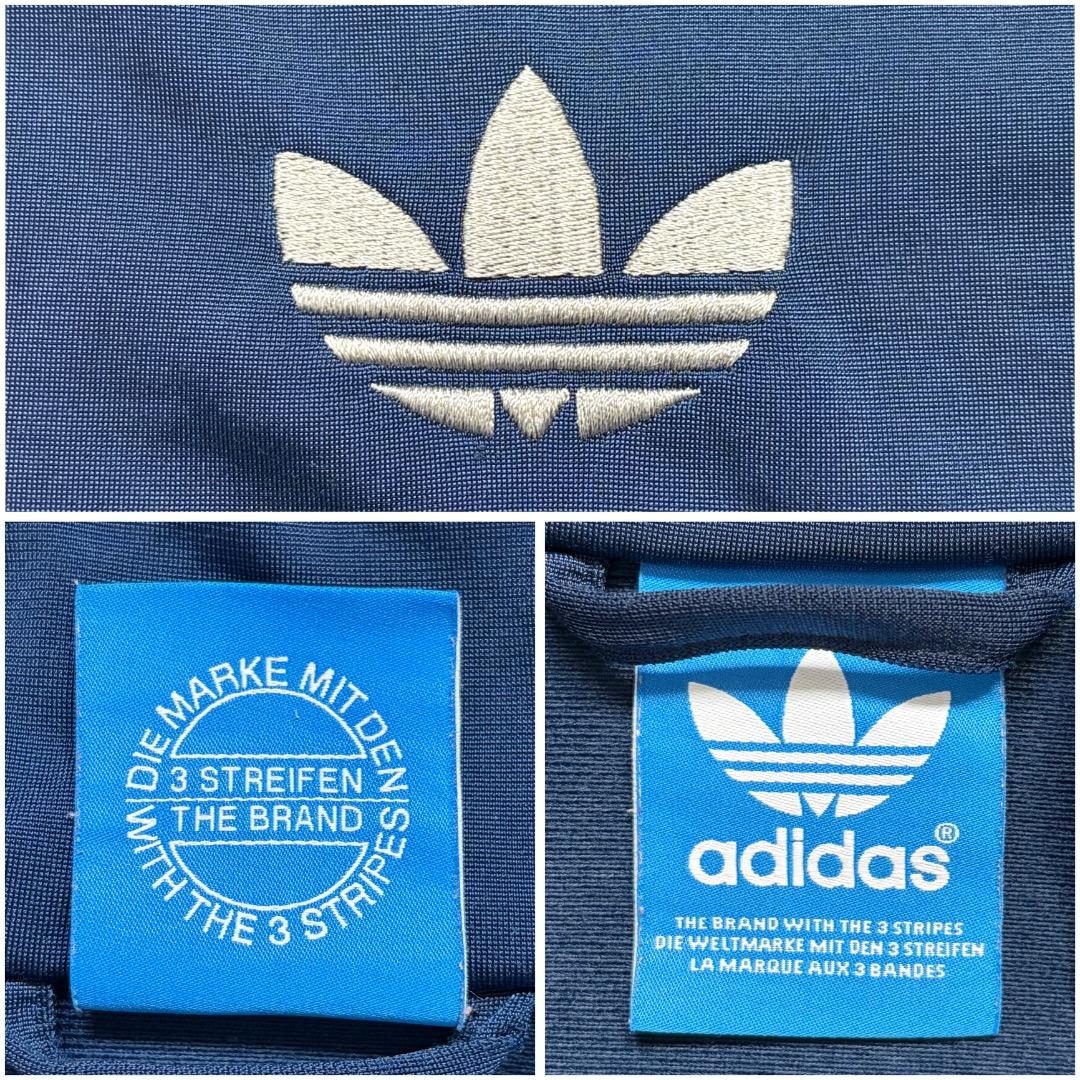 DIE MARKE MIT DEN
3 STREIFEN
THE BRAND
WITH THE 3 STRIPES
adidas®
THE BRAND WITH THE 3 STRIPES
DIE WELTMARKE MIT DEN 3 STREIFEN
LA MARQUE AUX 3 BANDES